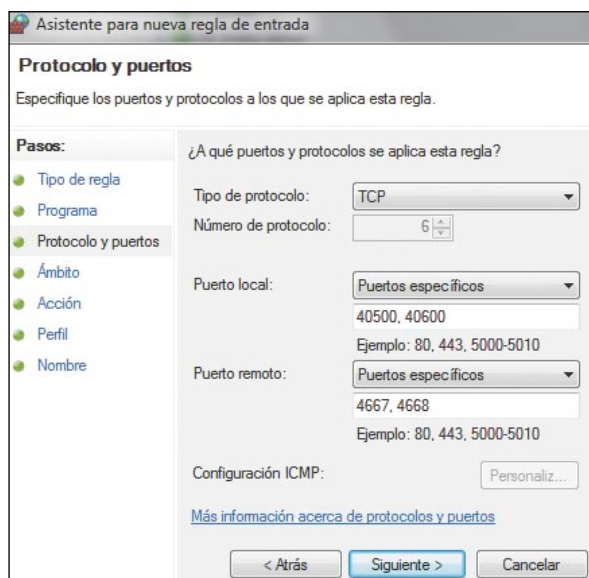 Asistente para nueva regla de entrada
Protocolo y puertos
Especifique los puertos y protocolos a los que se aplica esta regla.
Pasos:
Tipo de regla
Programa
Protocolo y puertos
Ámbito
Acción
Perfil
Nombre
¿A qué puertos y protocolos se aplica esta regla?
Tipo de protocolo: TCP
Número de protocolo: 6
Puerto local: Puertos específicos
40500, 40600
Ejemplo: 80, 443, 5000-5010
Puerto remoto: Puertos específicos
4667, 4668
Ejemplo: 80, 443, 5000-5010
Configuración ICMP: Personaliz...
Más información acerca de protocolos y puertos
< Atrás Siguiente > Cancelar